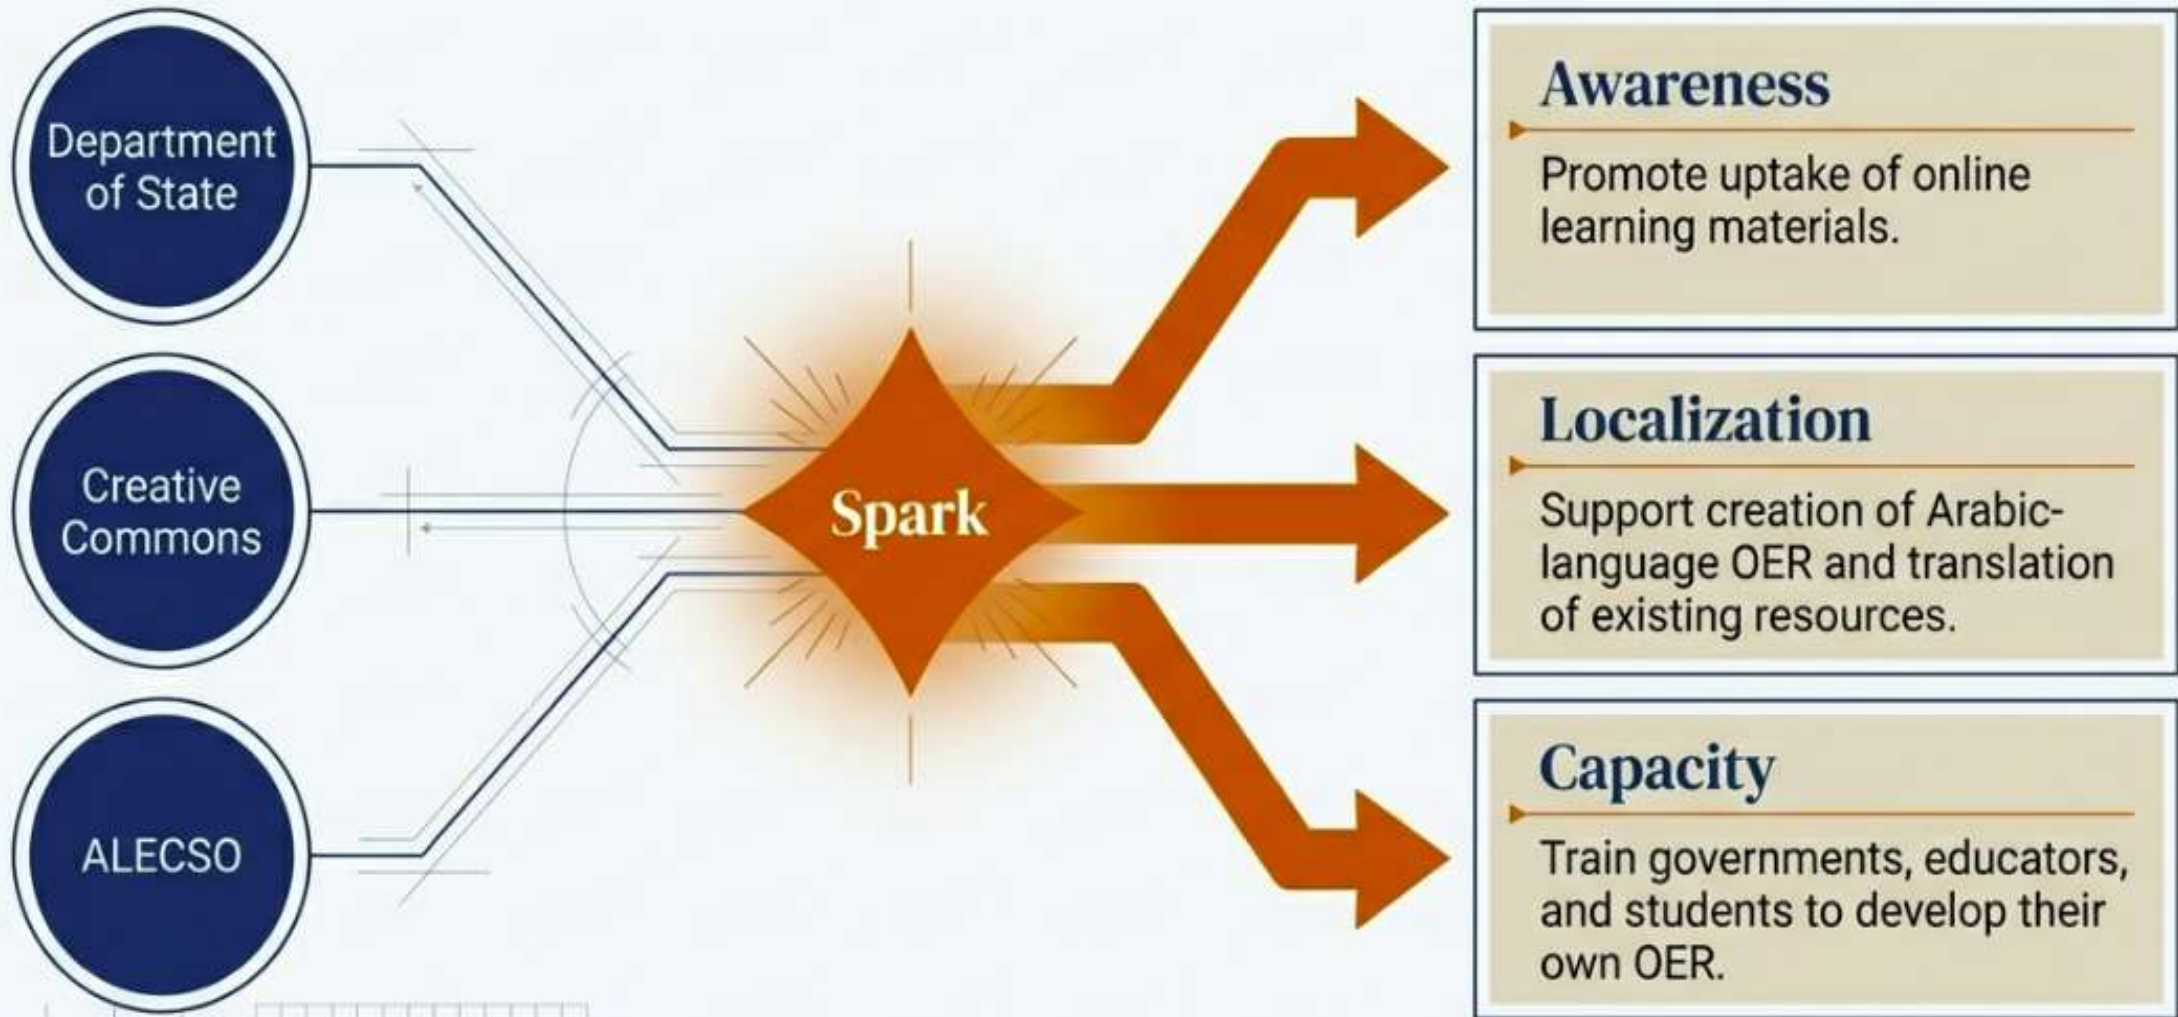 Department
of State
Creative
Commons
ALECSO
Spark
Awareness
Promote uptake of online
learning materials.
Localization
Support creation of Arabic-
language OER and translation
of existing resources.
Capacity
Train governments, educators,
and students to develop their
own OER.